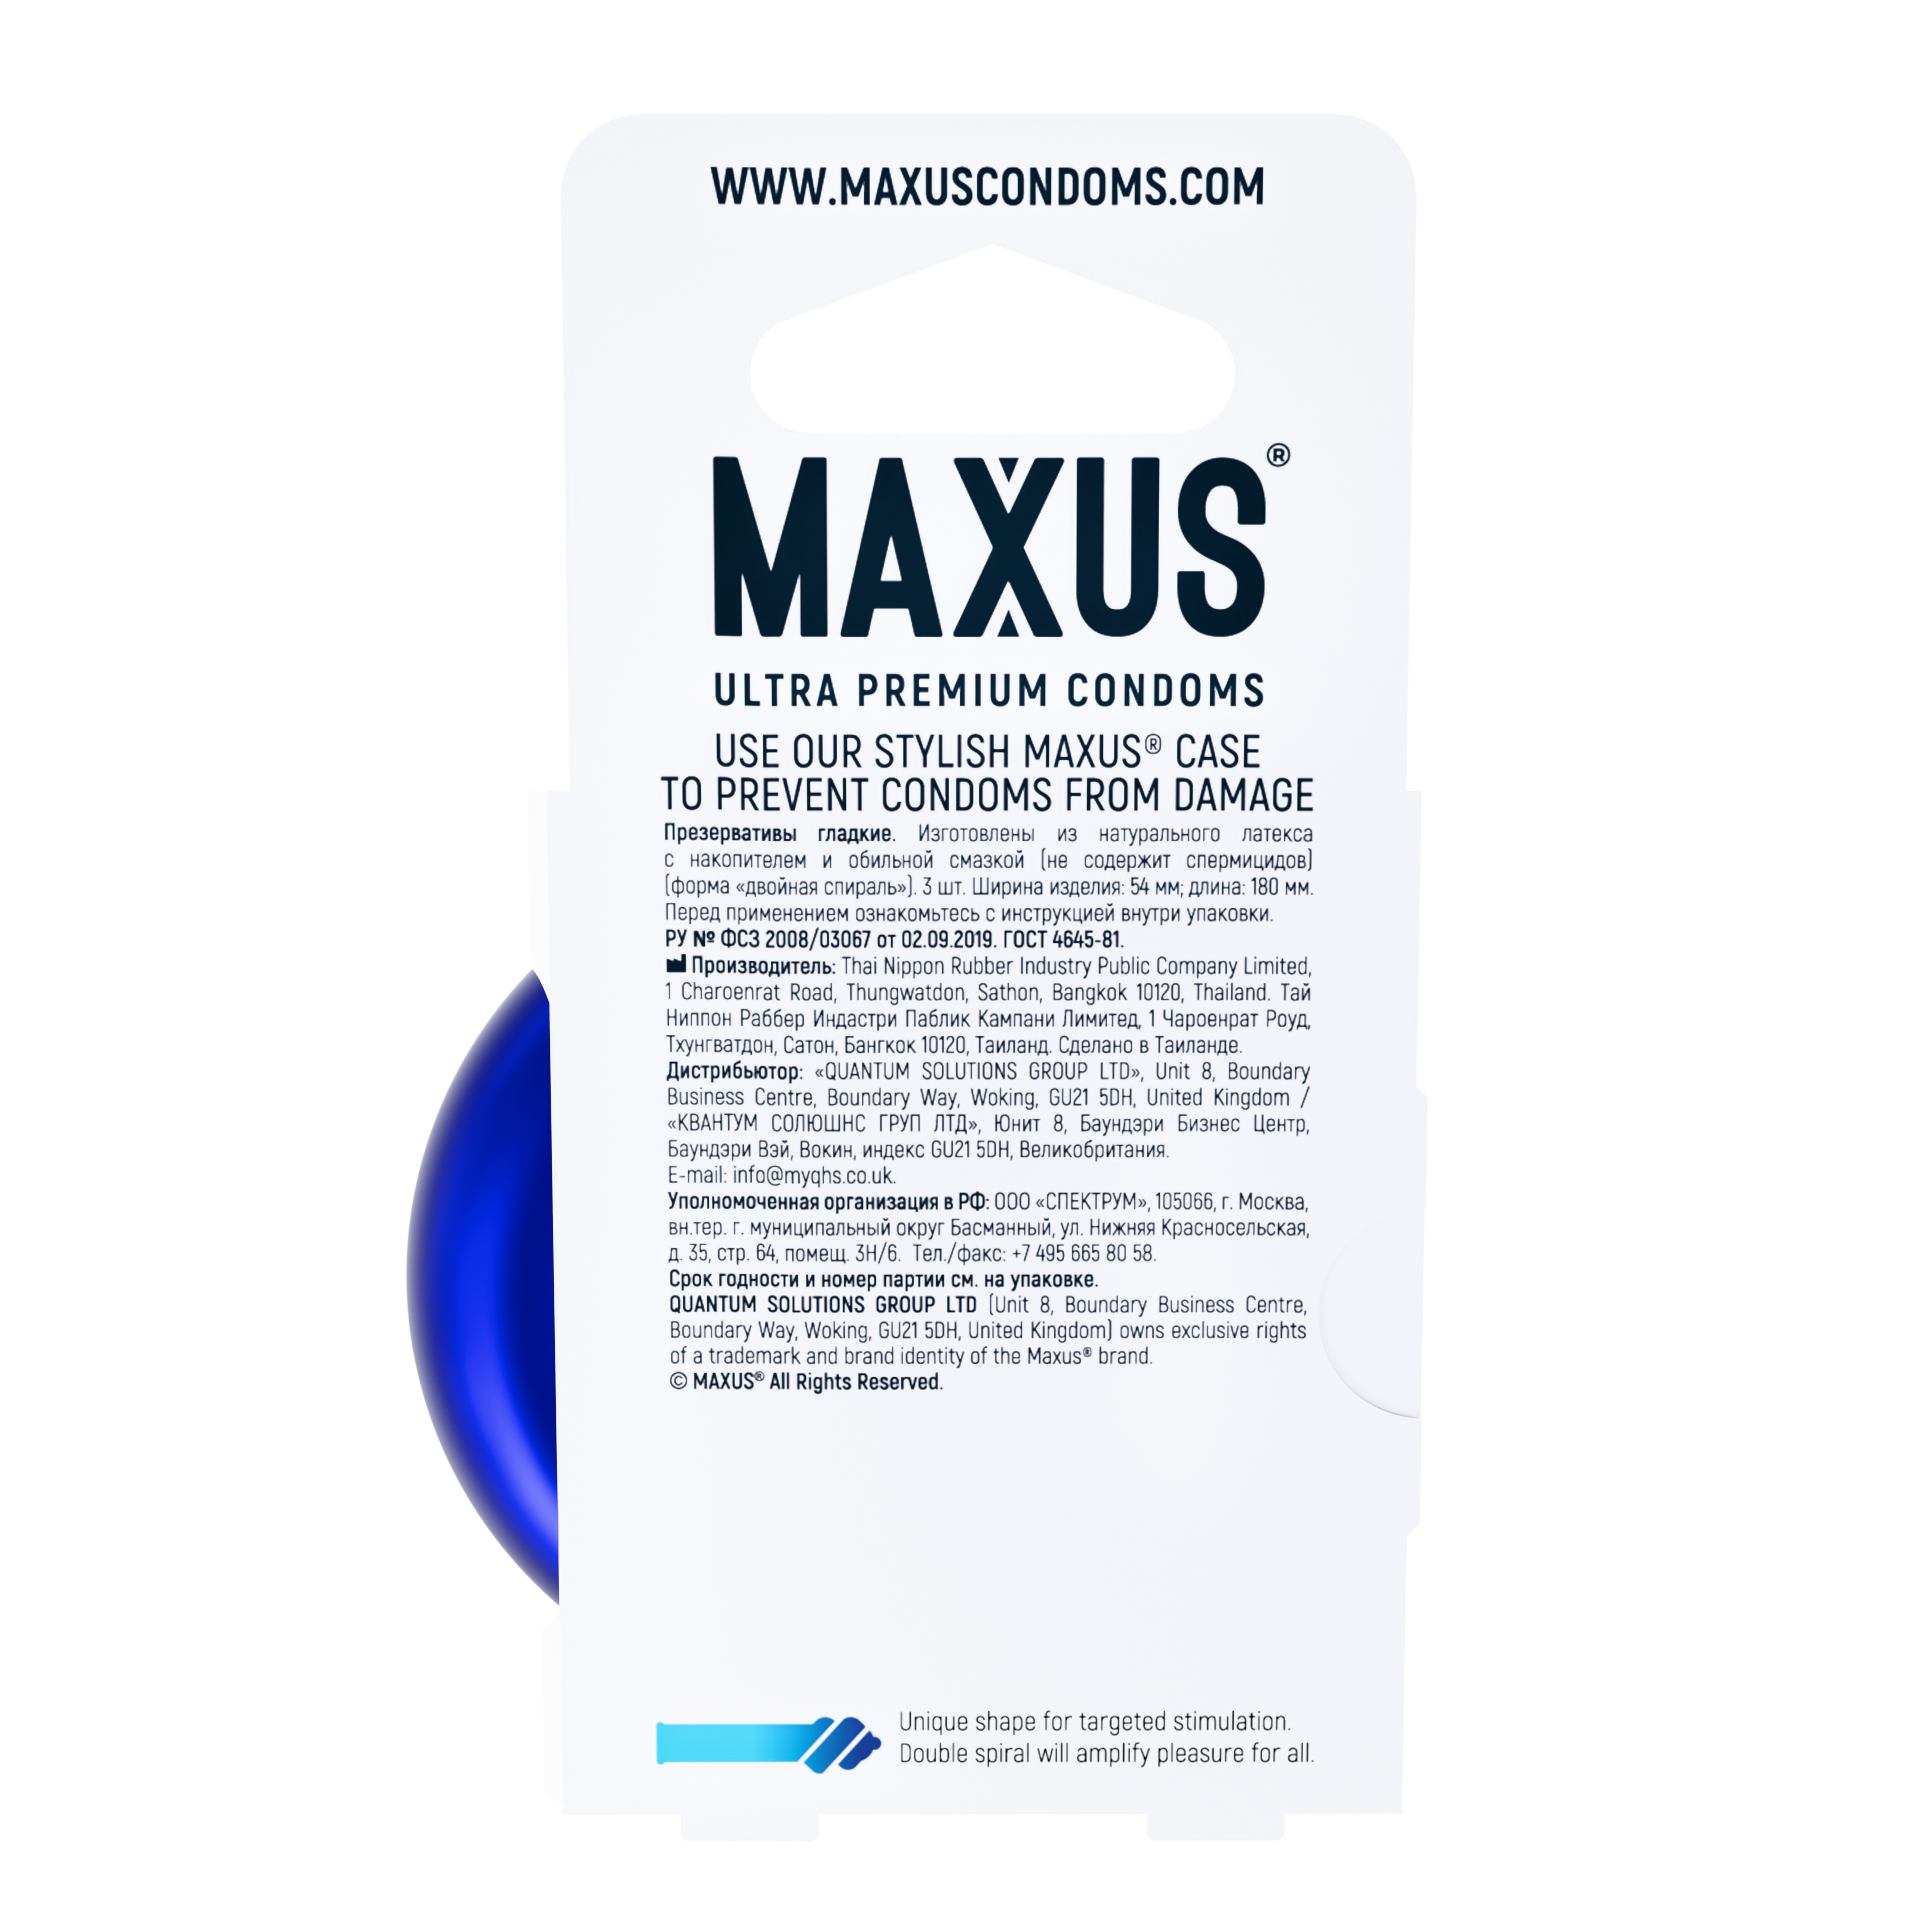 WWW.MAXUSCONDOMS.COM
MAXUS®
ULTRA PREMIUM CONDOMS
USE OUR STYLISH MAXUS® CASE
TO PREVENT CONDOMS FROM DAMAGE
Презервативы гладкие. Изготовлены из натурального латекса
с накопителем и обильной смазкой (не содержит спермицидов)
(форма «двойная спираль»). 3 шт. Ширина изделия: 54 мм; длина: 180 мм.
Перед применением ознакомьтесь с инструкцией внутри упаковки.
РУ № ФСЗ 2008/03067 от 02.09.2019. ГОСТ 4645-81.
Производитель: Thai Nippon Rubber Industry Public Company Limited,
1 Charoenrat Road, Thungwatdon, Sathon, Bangkok 10120, Thailand. Тай
Ниппон Раббер Индастри Паблик Кампани Лимитед, 1 Чароенрат Роуд,
Тхунгватдон, Сатон, Бангкок 10120, Таиланд. Сделано в Таиланде.
Дистрибьютор: «QUANTUM SOLUTIONS GROUP LTD», Unit 8, Boundary
Business Centre, Boundary Way, Woking, GU21 5DH, United Kingdom /
«КВАНТУМ СОЛЮШНС ГРУП ЛТД», Юнит 8, Баундэри Бизнес Центр,
Баундэри Вэй, Вокин, индекс GU21 5DH, Великобритания.
E-mail: info@myqhs.co.uk.
Уполномоченная организация в РФ: ООО «СПЕКТРУМ», 105066, г. Москва,
вн.тер. г. муниципальный округ Басманный, ул. Нижняя Красносельская,
д. 35, стр. 64, помещ. 3Н/6. Тел./факс: +7 495 665 80 58.
Срок годности и номер партии см. на упаковке.
QUANTUM SOLUTIONS GROUP LTD (Unit 8, Boundary Business Centre,
Boundary Way, Woking, GU21 5DH, United Kingdom) owns exclusive rights
of a trademark and brand identity of the Maxus® brand.
© MAXUS® All Rights Reserved.
Unique shape for targeted stimulation.
Double spiral will amplify pleasure for all.